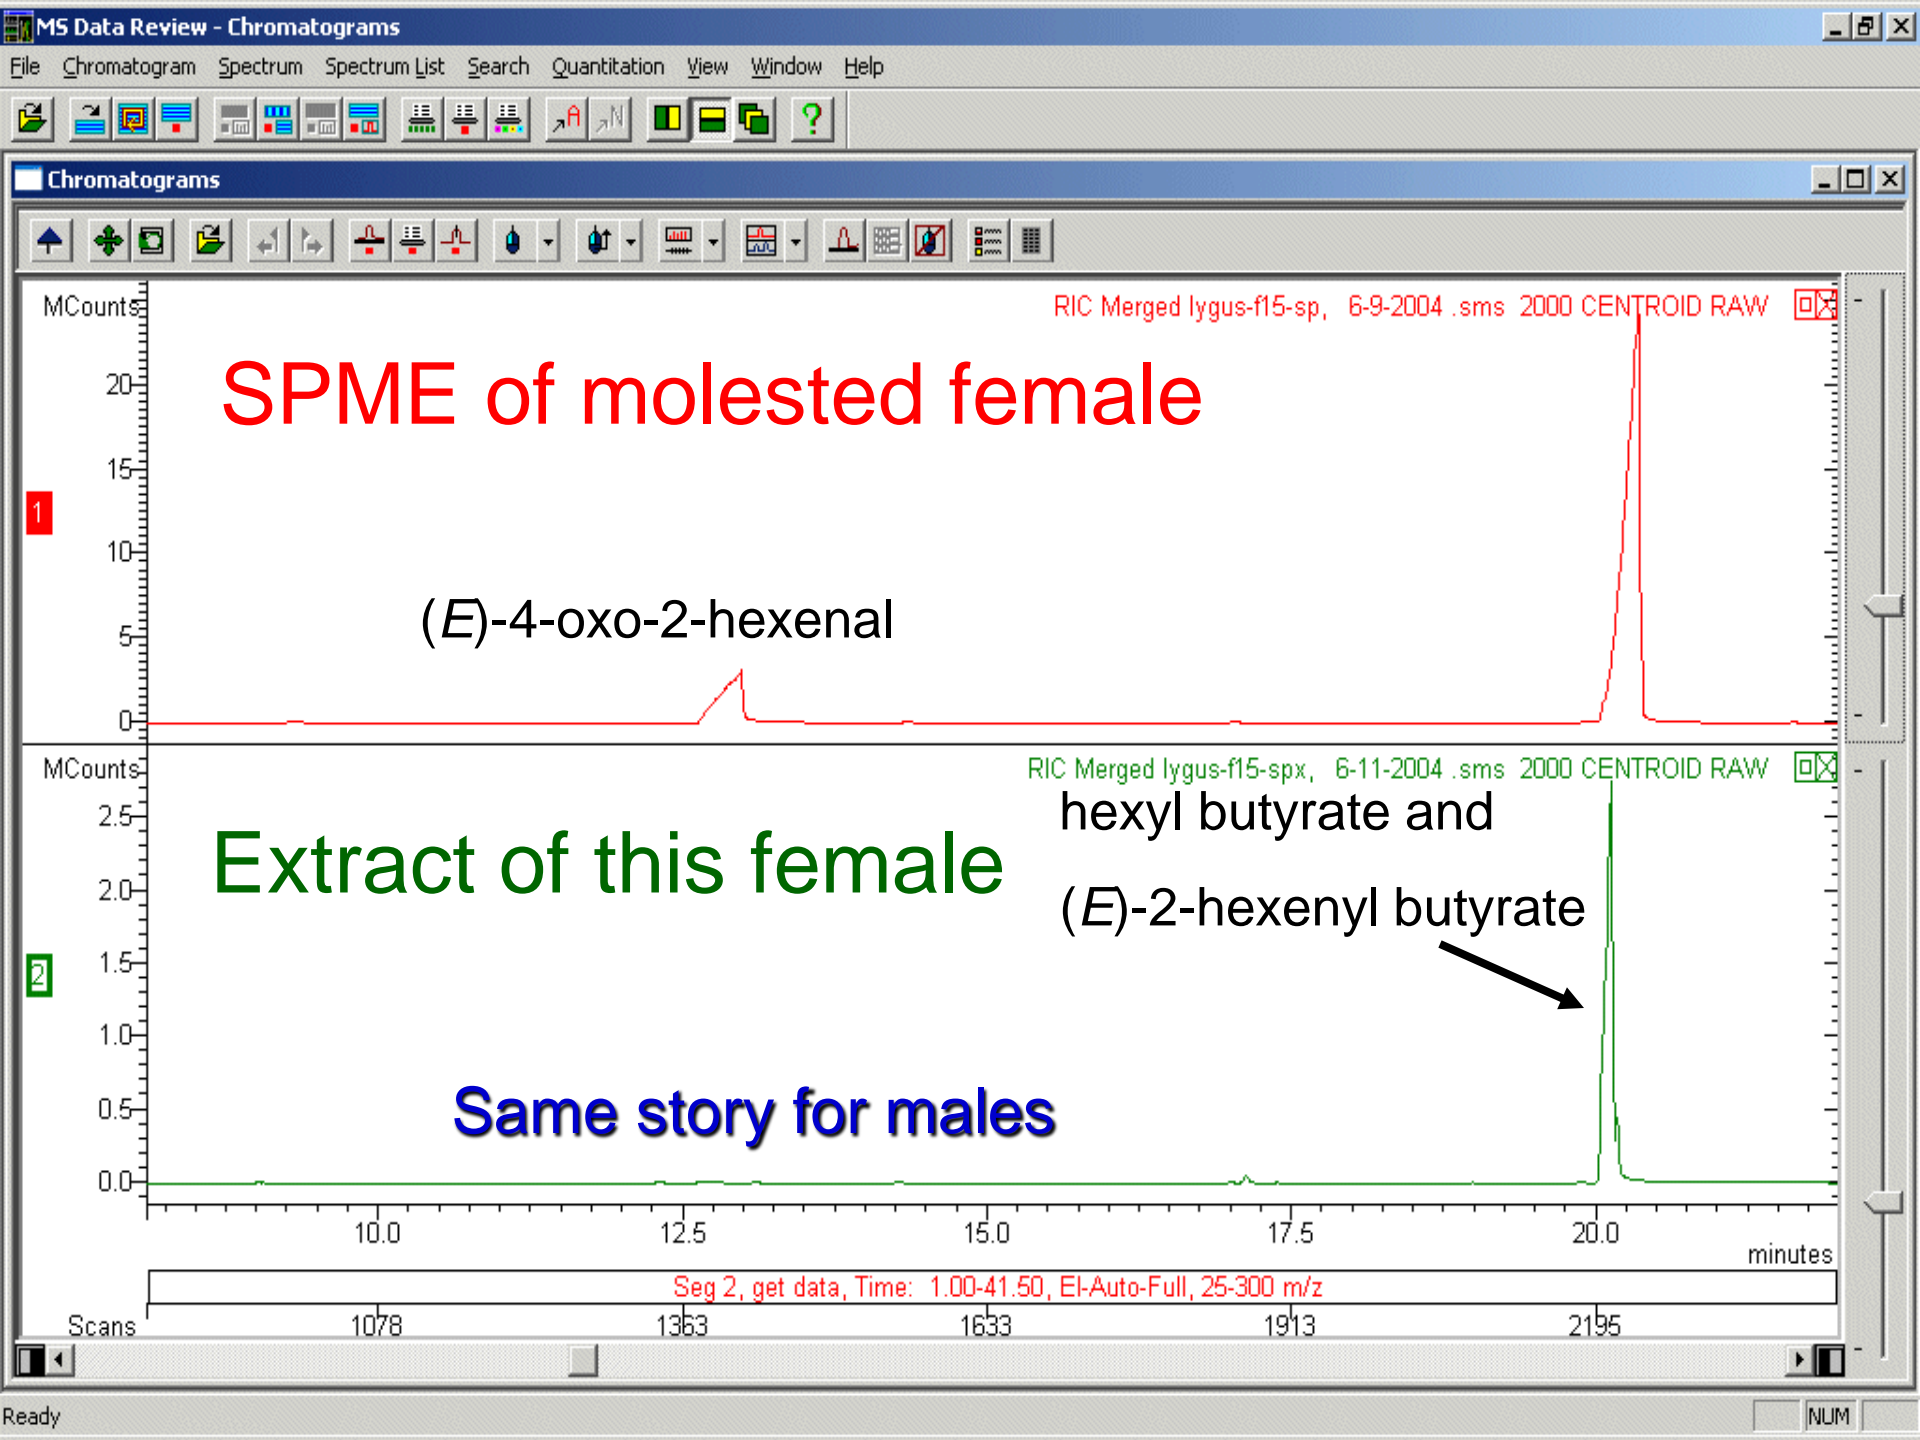 MS Data Review - Chromatograms
File Chromatogram Spectrum Spectrum List Search Quantitation View Window Help
Chromatograms
MCounts
RIC Merged lygus-f15-sp, 6-9-2004 .sms 2000 CENTROID RAW
SPME of molested female
20
15
1
10
(E)-4-oxo-2-hexenal
5
0
MCounts
RIC Merged lygus-f15-spx, 6-11-2004 .sms 2000 CENTROID RAW
hexyl butyrate and
2.5
Extract of this female
2.0
(E)-2-hexenyl butyrate
1.5
2
1.0
0.5
Same story for males
0.0
10.0 12.5 15.0 17.5 20.0
minutes
Seg 2, get data, Time: 1.00-41.50, EI-Auto-Full, 25-300 m/z
Scans 1078 1363 1633 1913 2195
Ready NUM